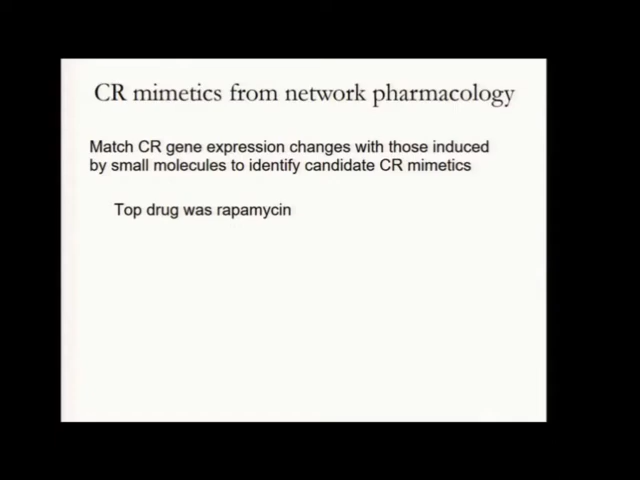 CR mimetics from network pharmacology
Match CR gene expression changes with those induced
by small molecules to identify candidate CR mimetics
Top drug was rapamycin